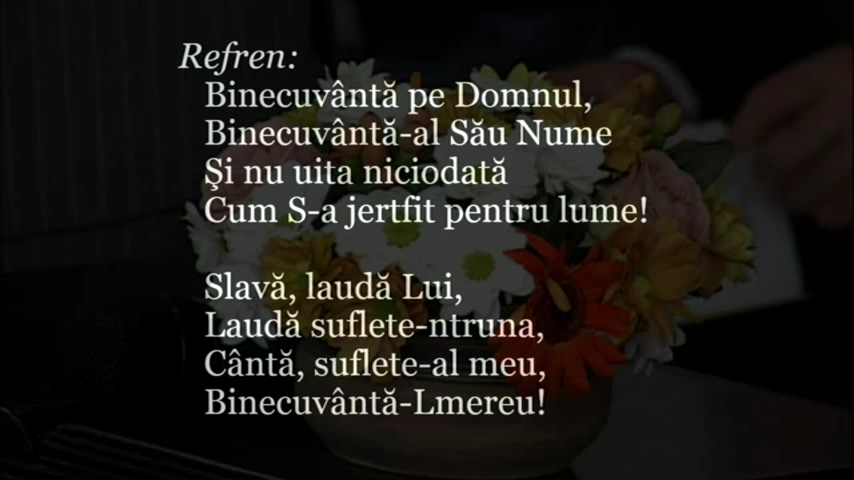 Refren:
Binecuvântă pe Domnul,
Binecuvântă-al Său Nume
Şi nu uita niciodată
Cum S-a jertfit pentru lume!
Slavă, laudă Lui,
Laudă suflete-ntruna,
Cântă, suflete-al meu,
Binecuvântă-Lmereu!